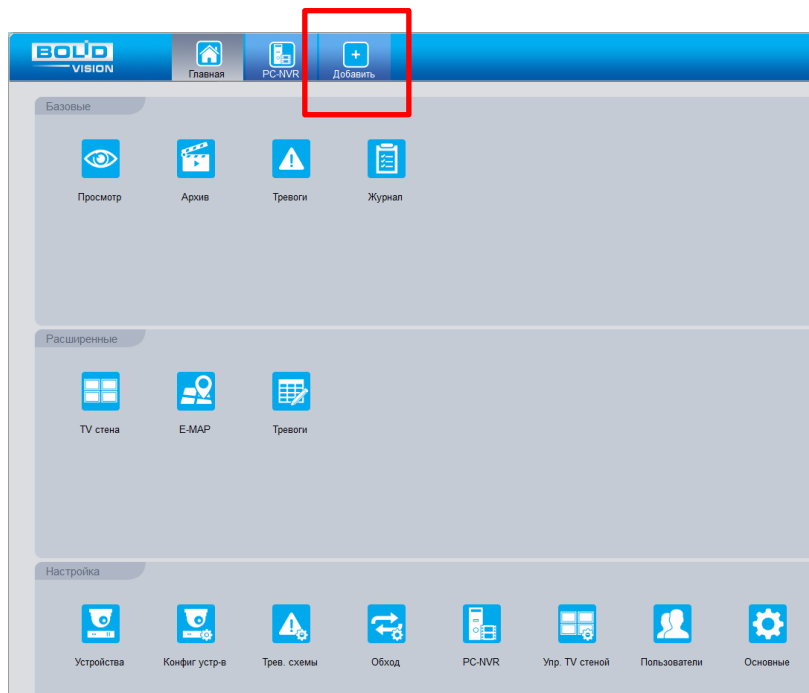 BOLID
VISION
Главная
PC-NVR
Добавить
Базовые
Просмотр
Архив
Тревоги
Журнал
Расширенные
TV стена
E-MAP
Тревоги
Настройка
Устройства
Конфиг устр-в
Трев. схемы
Обход
PC-NVR
Упр. TV стеной
Пользователи
Основные